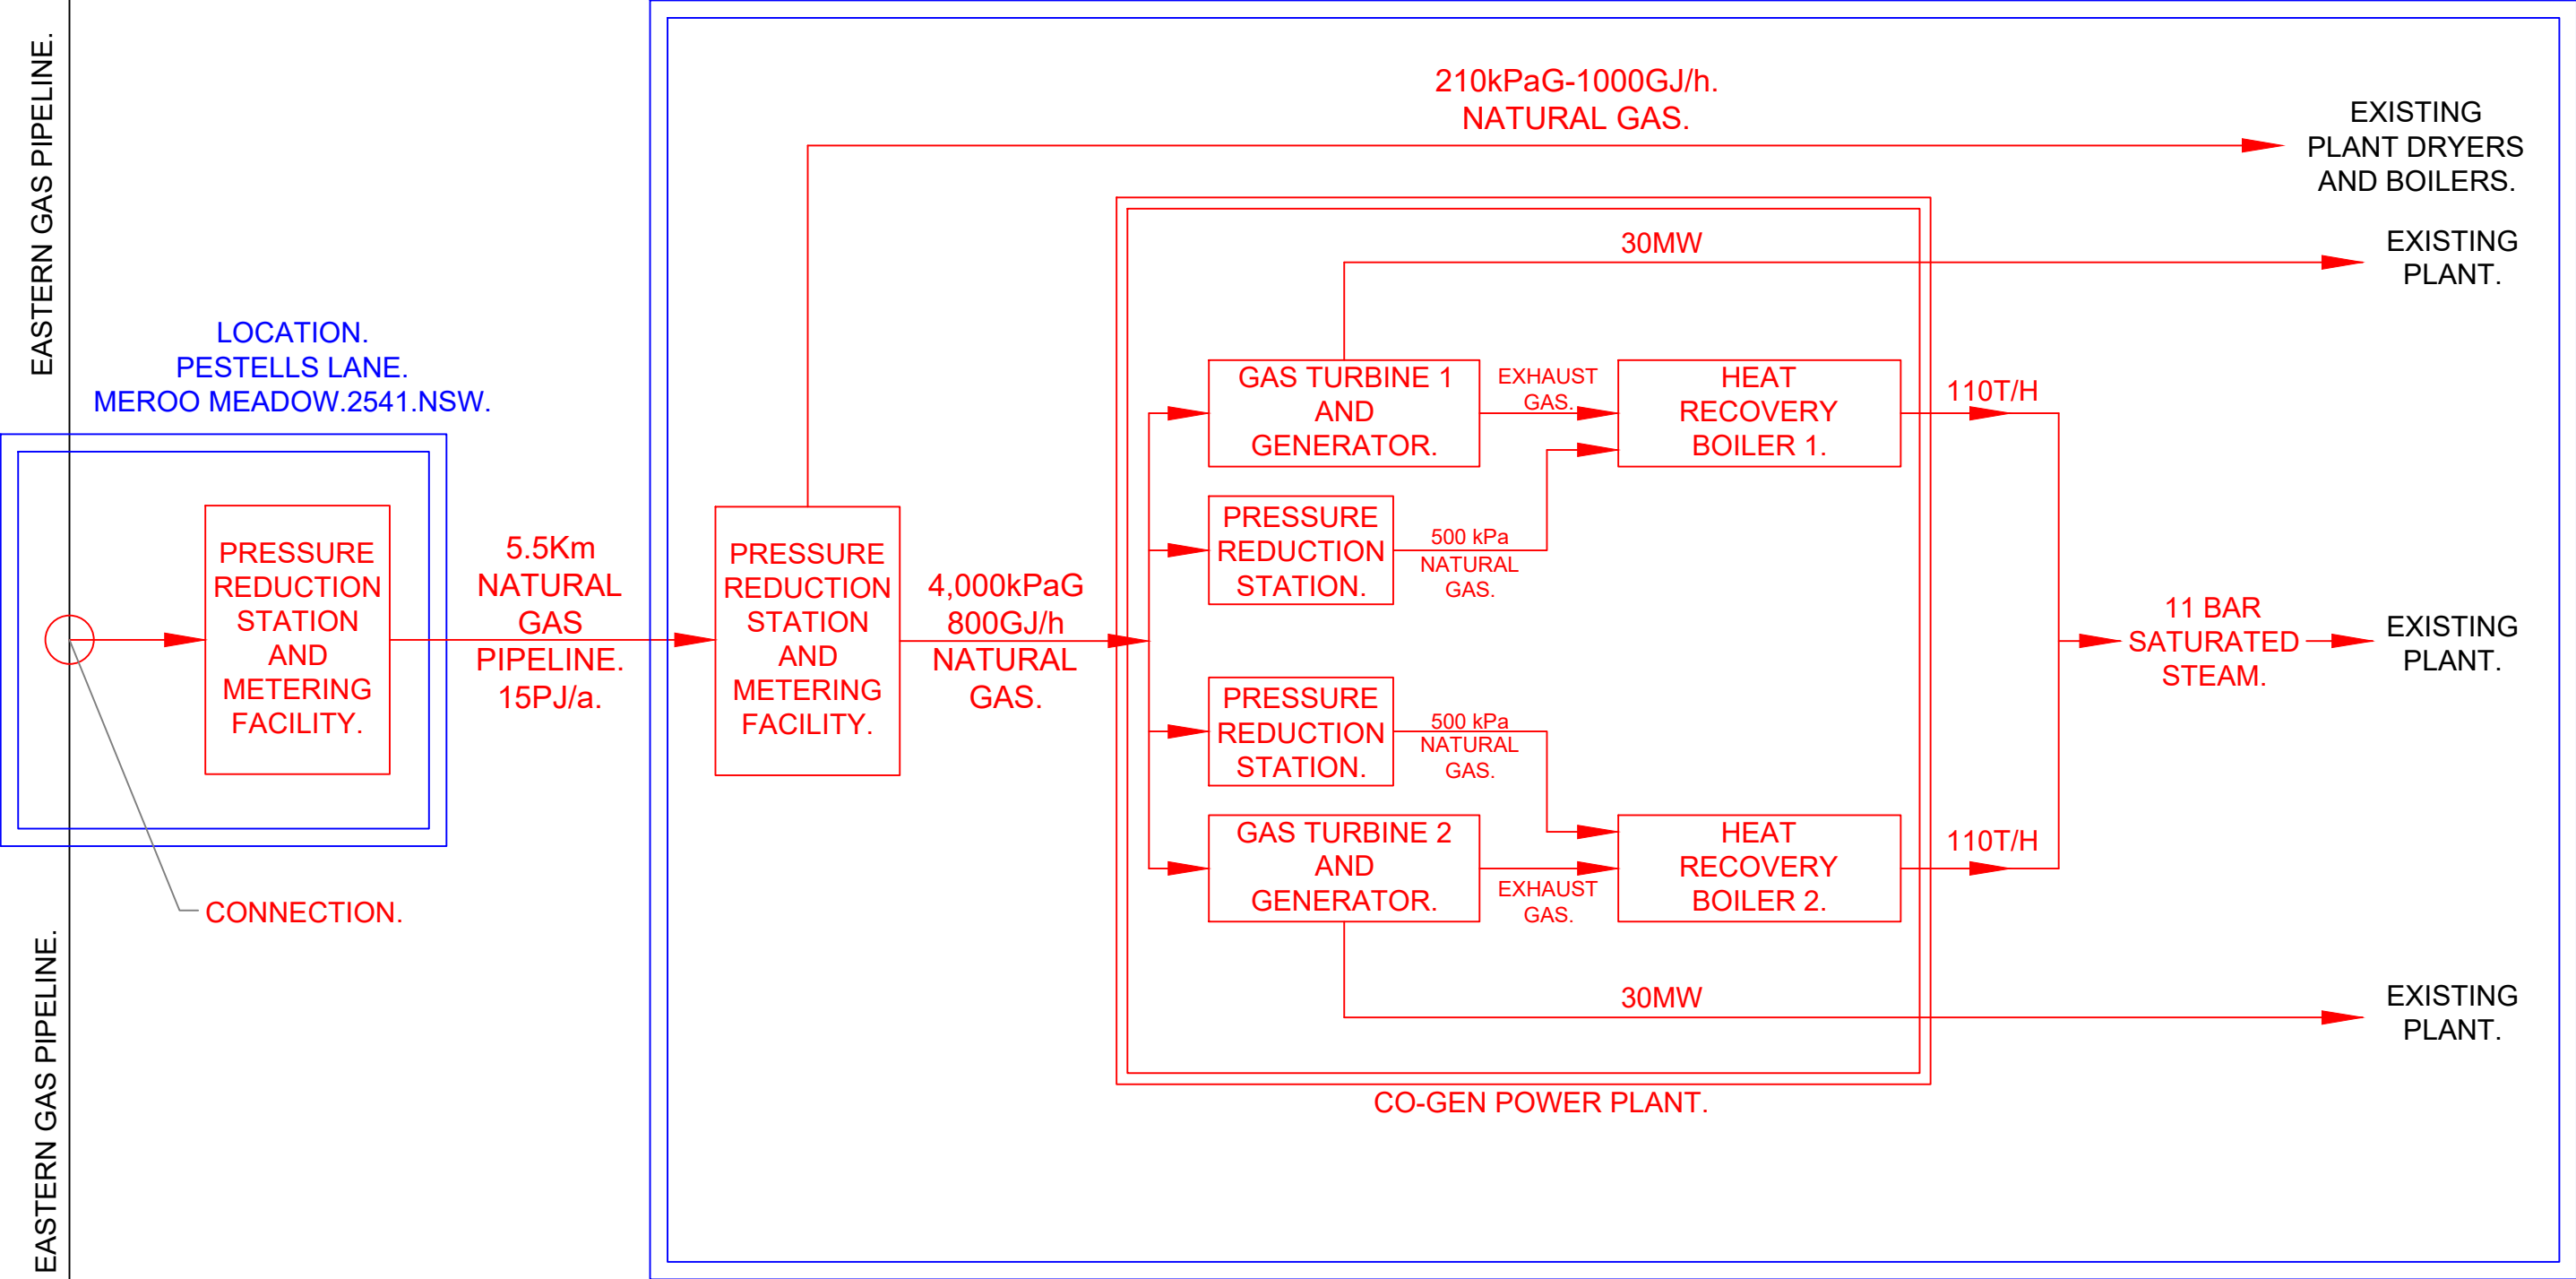 EASTERN GAS PIPELINE.
EASTERN GAS PIPELINE.
LOCATION.
PESTELLS LANE.
MEROO MEADOW.2541.NSW.
PRESSURE
REDUCTION
STATION
AND
METERING
FACILITY.
CONNECTION.
5.5Km
NATURAL
GAS
PIPELINE.
15PJ/a.
PRESSURE
REDUCTION
STATION
AND
METERING
FACILITY.
210kPaG-1000GJ/h.
NATURAL GAS.
EXISTING
PLANT DRYERS
AND BOILERS.
4,000kPaG
800GJ/h
NATURAL
GAS.
30MW
EXISTING
PLANT.
GAS TURBINE 1
AND
GENERATOR.
EXHAUST
GAS.
HEAT
RECOVERY
BOILER 1.
110T/H
PRESSURE
REDUCTION
STATION.
500 kPa
NATURAL
GAS.
11 BAR
SATURATED
STEAM.
EXISTING
PLANT.
PRESSURE
REDUCTION
STATION.
500 kPa
NATURAL
GAS.
GAS TURBINE 2
AND
GENERATOR.
EXHAUST
GAS.
HEAT
RECOVERY
BOILER 2.
110T/H
30MW
EXISTING
PLANT.
CO-GEN POWER PLANT.